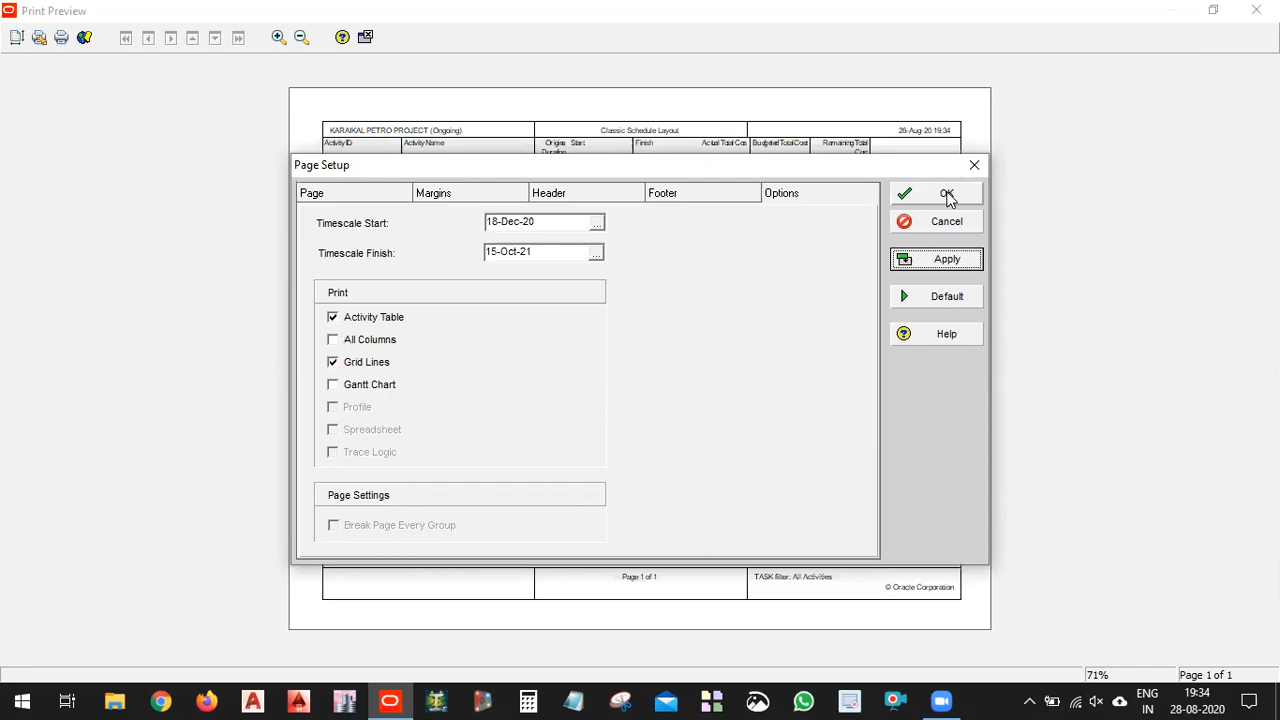 Print Preview
KARAIKAL PETRO PROJECT (Ongoing) Classic Schedule Layout 28-Aug-20 19:34
Activity ID Activity Name Original Start Finish Actual Total Cost Budgeted Total Cost Remaining Total
Duration Cost
Page Setup
Page Margins Header Footer Options
OK
Timescale Start: 18-Dec-20 ...
Cancel
Timescale Finish: 15-Oct-21 ...
Apply
Print
Default
Activity Table
Help
All Columns
Grid Lines
Gantt Chart
Profile
Spreadsheet
Trace Logic
Page Settings
Break Page Every Group
Page 1 of 1 TASK filter: All Activities
© Oracle Corporation
71% Page 1 of 1
ENG 19:34
IN 28-08-2020